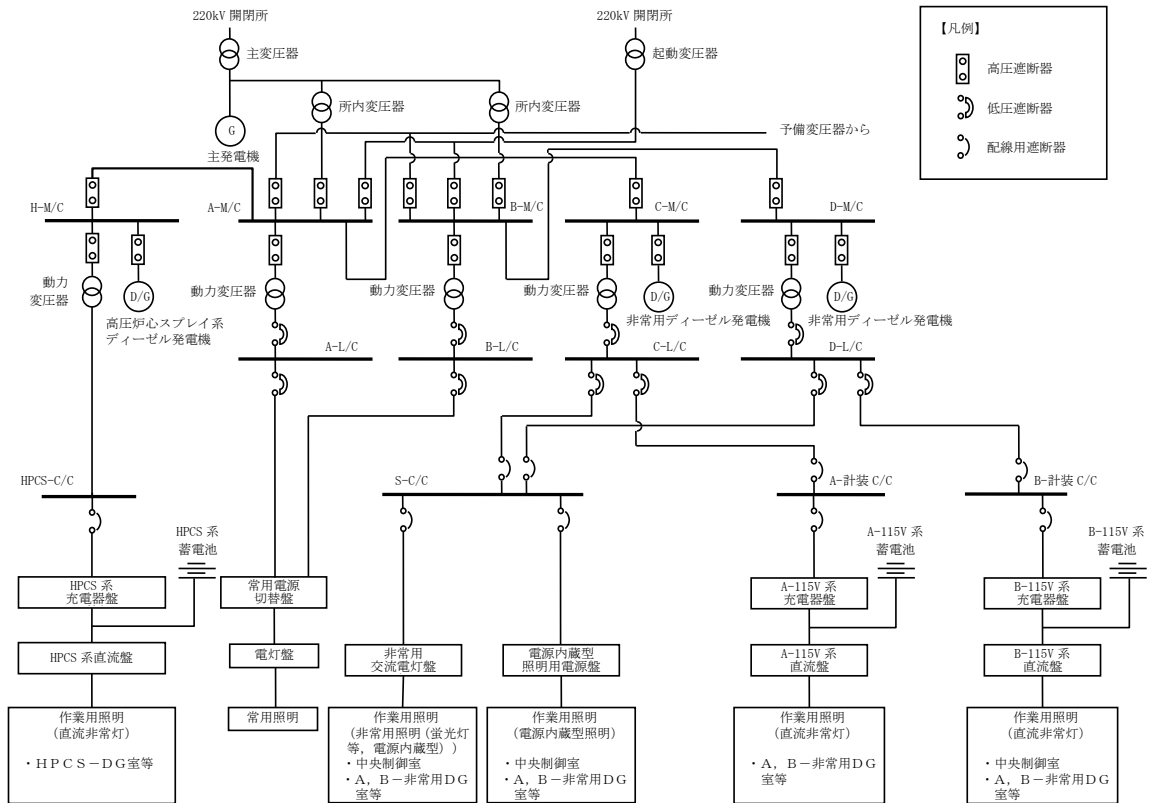 220kV 開閉所
220kV 開閉所
主変圧器
起動変圧器
所内変圧器
所内変圧器
G
主発電機
予備変圧器から
【凡例】
高圧遮断器
低圧遮断器
配線用遮断器
H-M/C
A-M/C
B-M/C
C-M/C
D-M/C
動力
変圧器
D/G
高圧炉心スプレイ系
ディーゼル発電機
動力変圧器
動力変圧器
動力変圧器
D/G
非常用ディーゼル発電機
動力変圧器
D/G
非常用ディーゼル発電機
A-L/C
B-L/C
C-L/C
D-L/C
HPCS-C/C
S-C/C
A-計装 C/C
B-計装 C/C
HPCS 系
蓄電池
A-115V 系
蓄電池
B-115V 系
蓄電池
HPCS 系
充電器盤
常用電源
切替盤
A-115V 系
充電器盤
B-115V 系
充電器盤
HPCS 系直流盤
電灯盤
非常用
交流電灯盤
電源内蔵型
照明用電源盤
A-115V 系
直流盤
B-115V 系
直流盤
作業用照明
(直流非常灯)
・ＨＰＣＳ－ＤＧ室等
常用照明
作業用照明
(非常用照明(蛍光灯
等，電源内蔵型))
・中央制御室
・Ａ，Ｂ－非常用ＤＧ
室等
作業用照明
(電源内蔵型照明)
・中央制御室
・Ａ，Ｂ－非常用ＤＧ
室等
作業用照明
(直流非常灯)
・Ａ，Ｂ－非常用ＤＧ
室等
作業用照明
(直流非常灯)
・中央制御室
・Ａ，Ｂ－非常用ＤＧ
室等